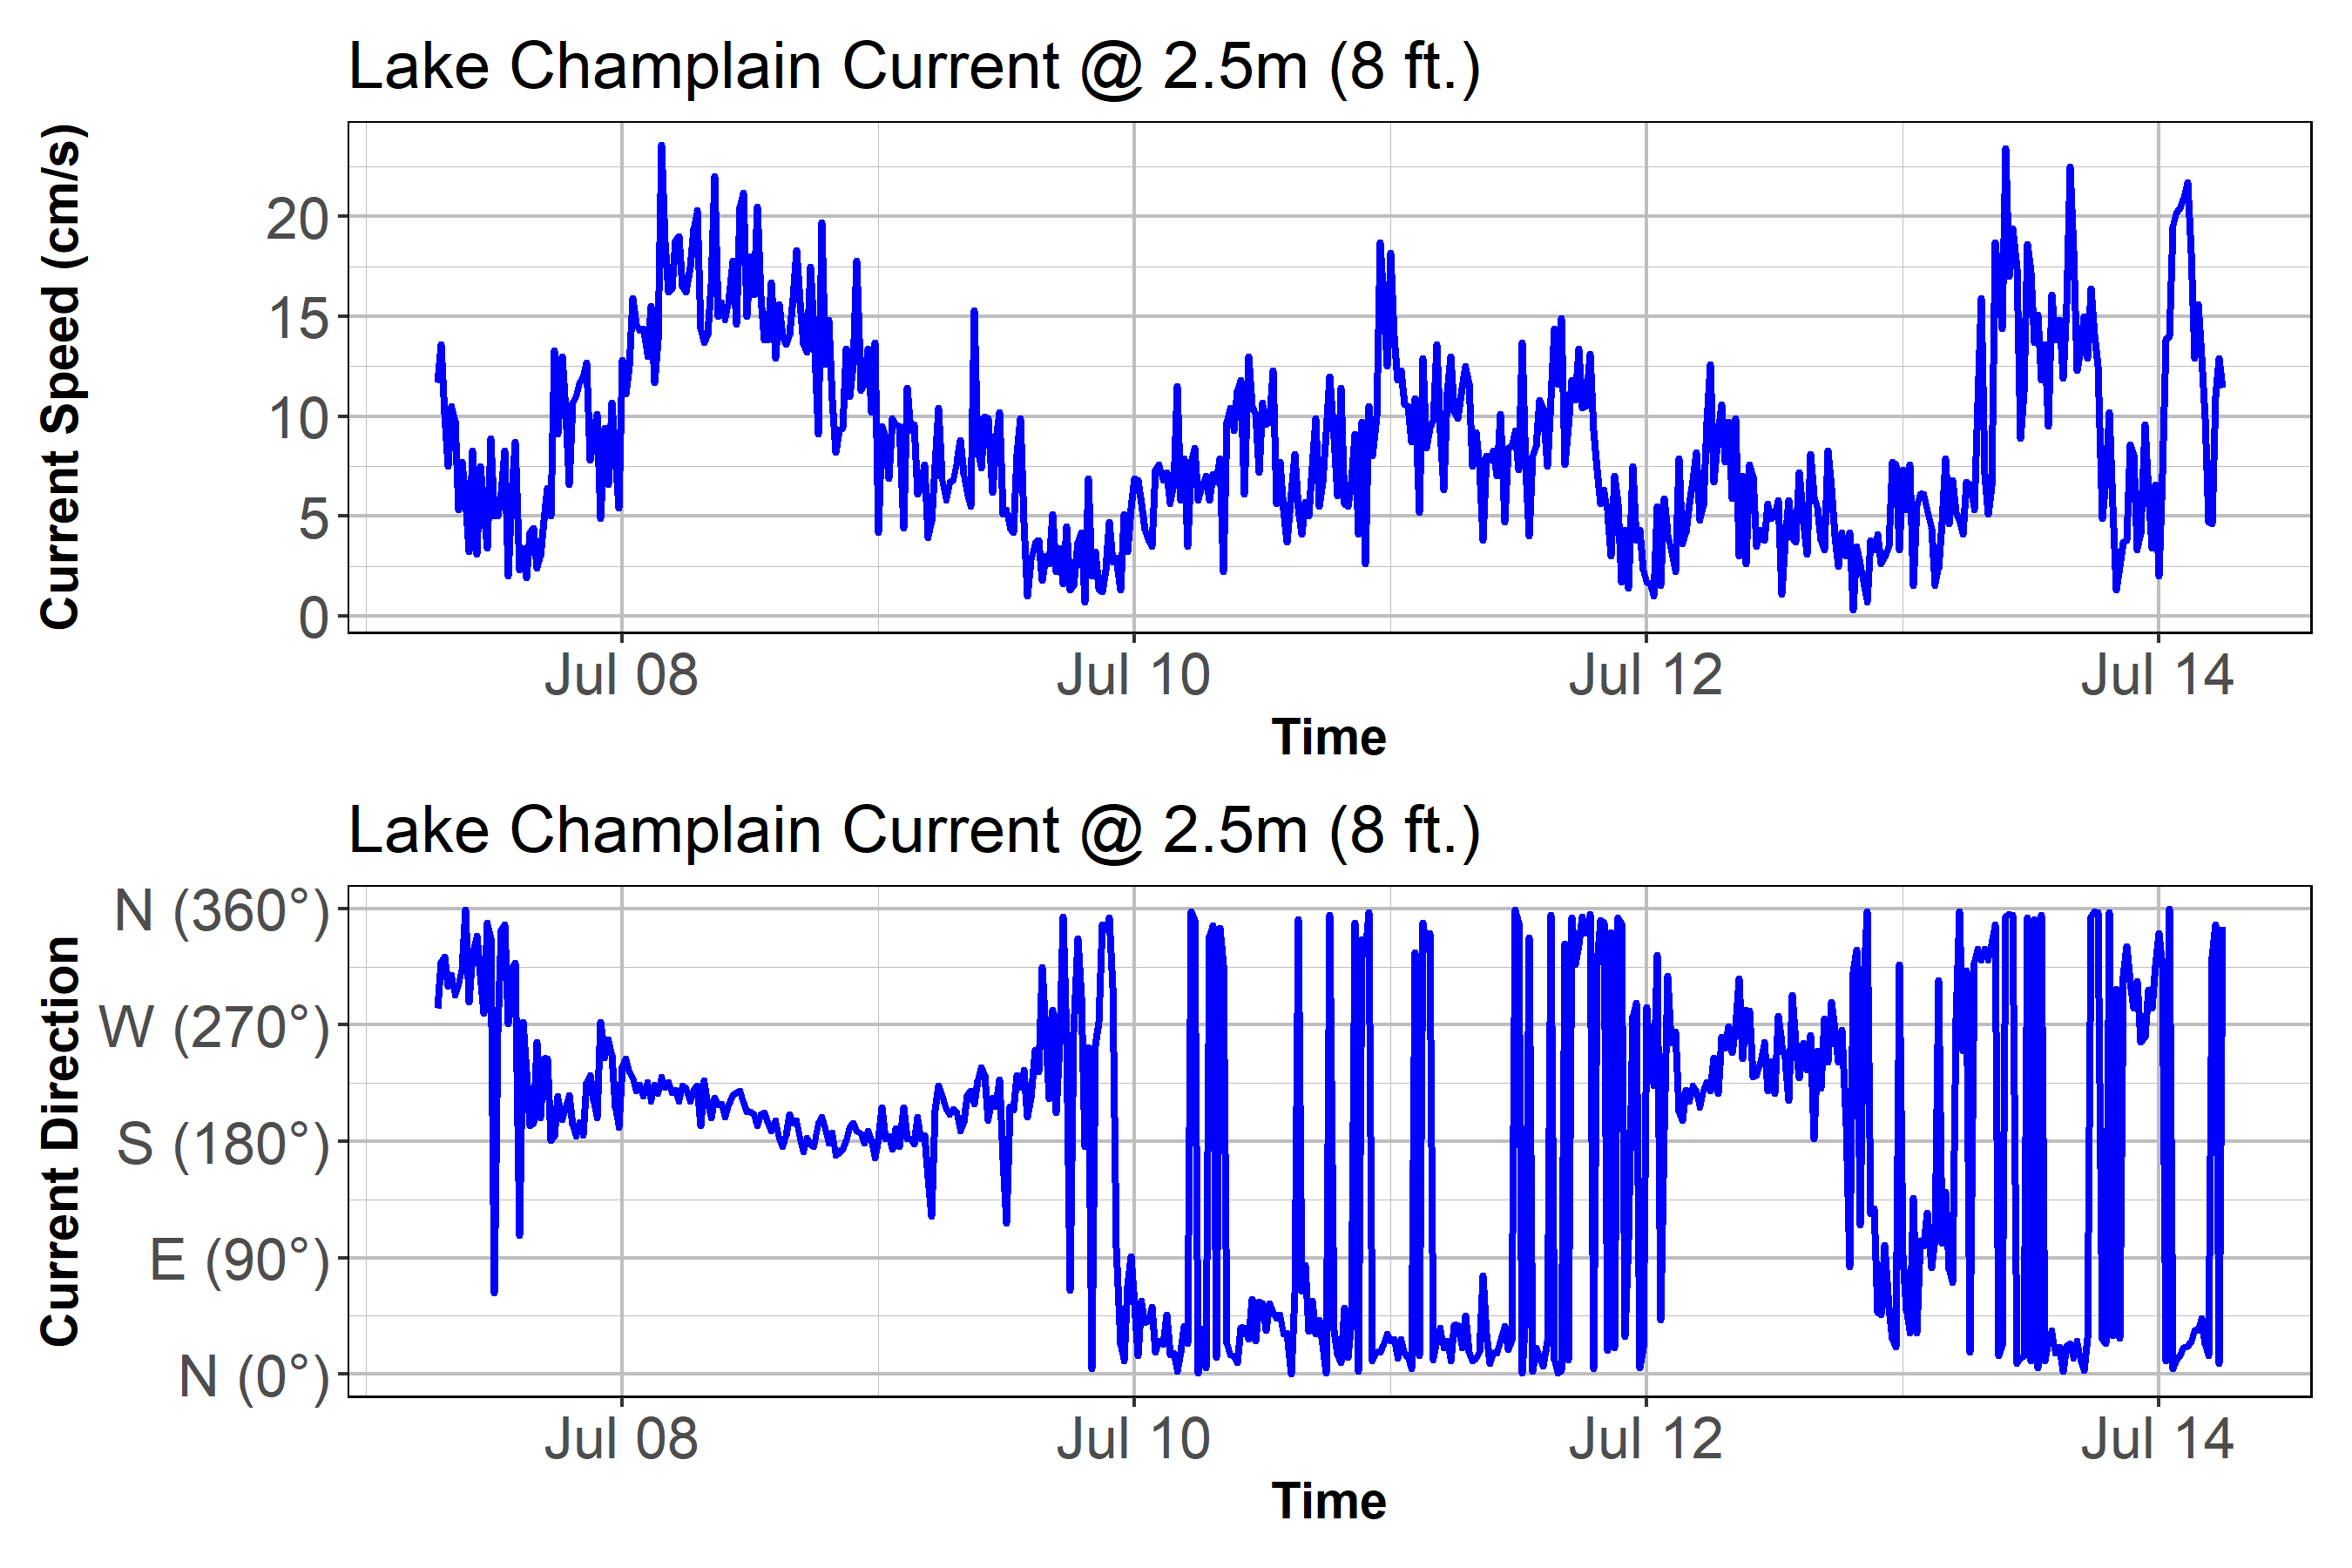 Lake Champlain Current @ 2.5m (8 ft.)
Current Speed (cm/s)
20
15
10
5
0
Jul 08 Jul 10 Jul 12 Jul 14
Time
Lake Champlain Current @ 2.5m (8 ft.)
Current Direction
N (360°)
W (270°)
S (180°)
E (90°)
N (0°)
Jul 08 Jul 10 Jul 12 Jul 14
Time